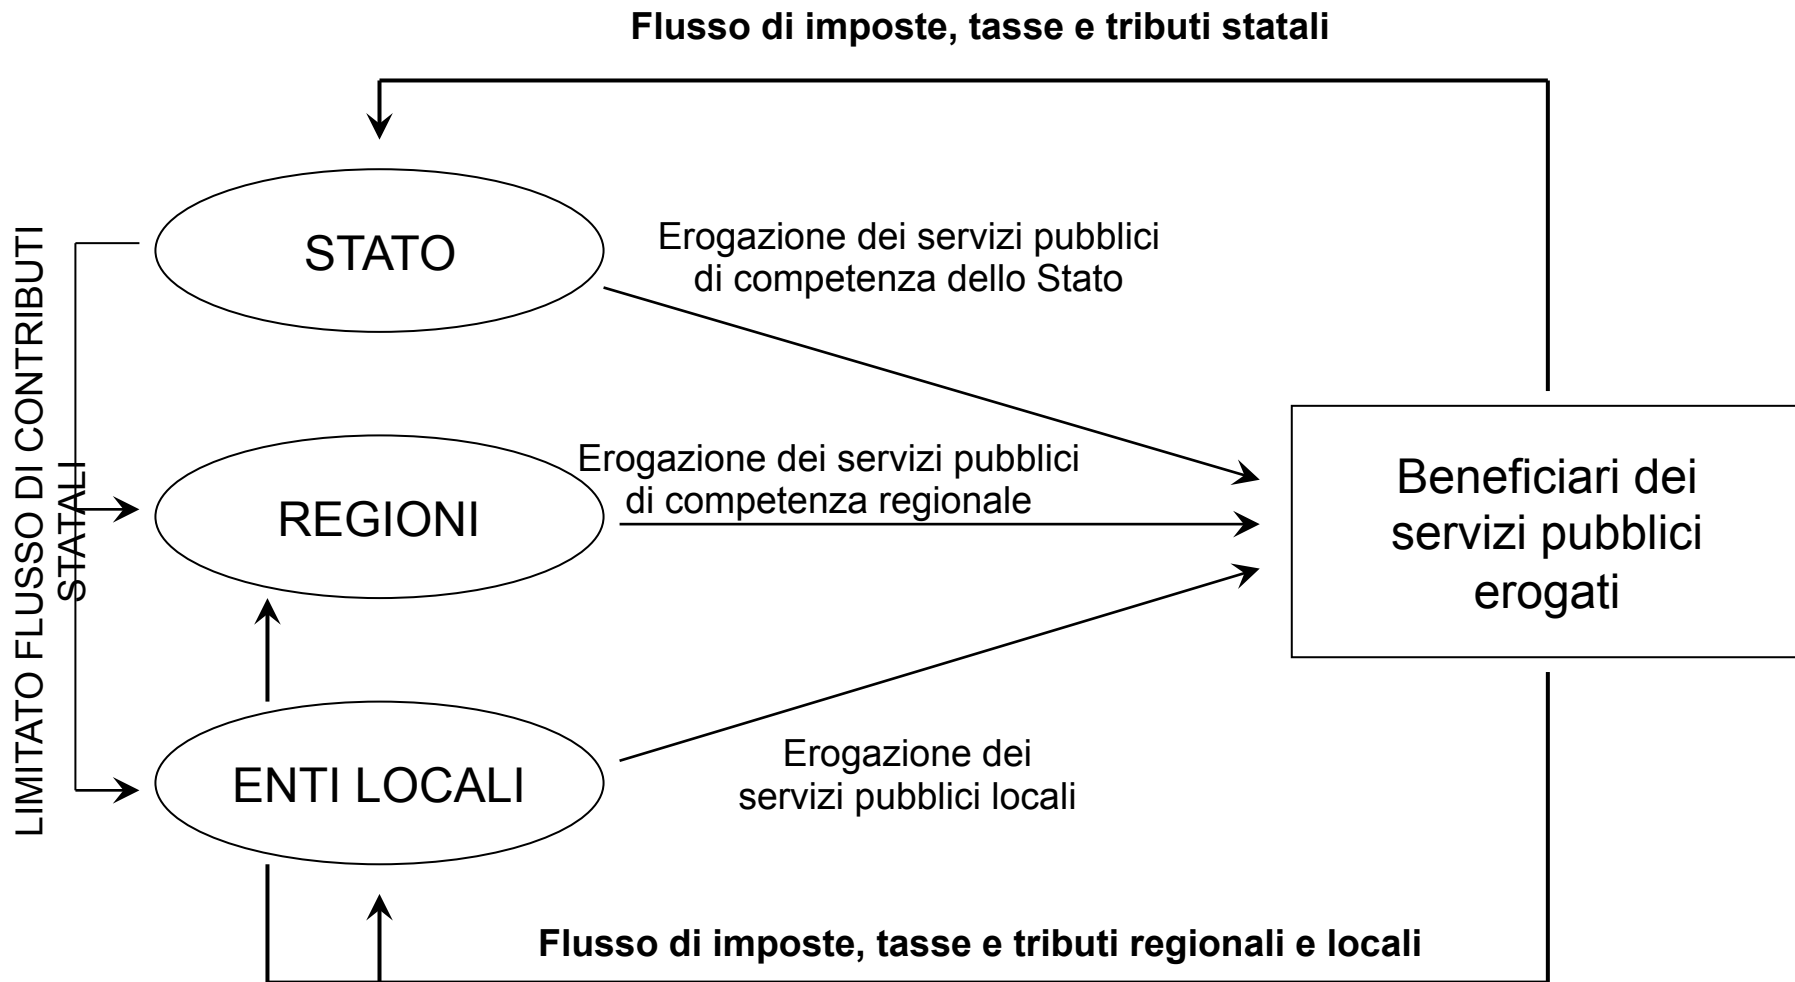 Flusso di imposte, tasse e tributi statali
LIMITATO FLUSSO DI CONTRIBUTI
STATALI
STATO
Erogazione dei servizi pubblici
di competenza dello Stato
REGIONI
Erogazione dei servizi pubblici
di competenza regionale
Beneficiari dei
servizi pubblici
erogati
ENTI LOCALI
Erogazione dei
servizi pubblici locali
Flusso di imposte, tasse e tributi regionali e locali